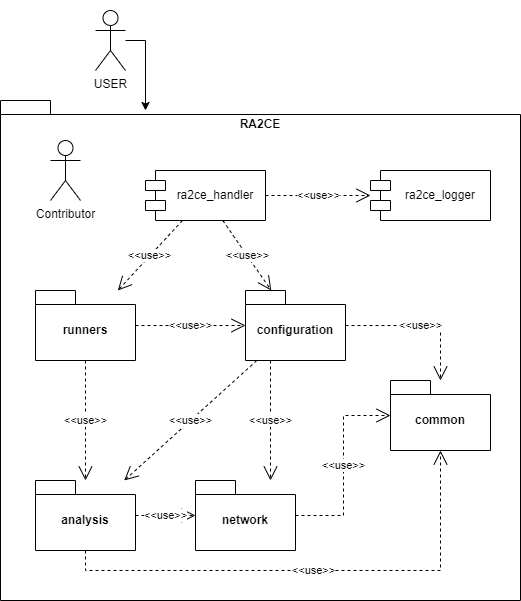 USER
RA2CE
Contributor
ra2ce_handler
<<use>>
ra2ce_logger
<<use>>
<<use>>
runners
<<use>>
configuration
<<use>>
<<use>>
<<use>>
<<use>>
common
<<use>>
analysis
<<use>>
network
<<use>>